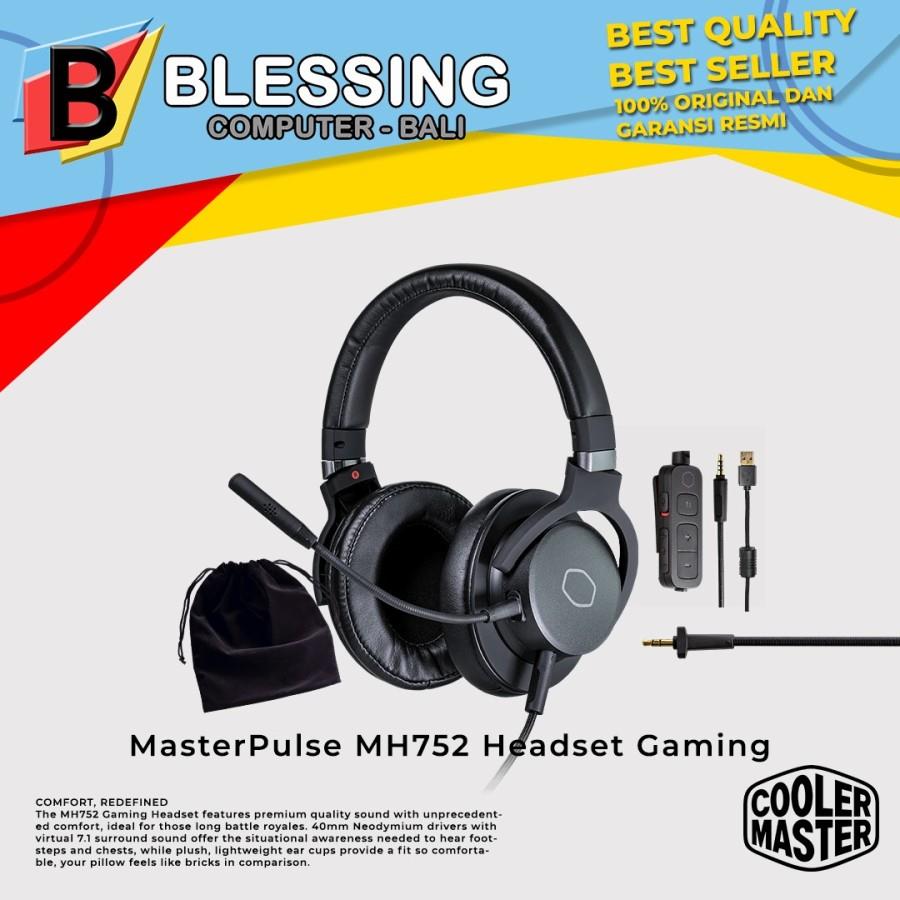 B BLESSING
COMPUTER - BALI
BEST QUALITY
BEST SELLER
100% ORIGINAL DAN
GARANSI RESMI
MasterPulse MH752 Headset Gaming
COMFORT, REDEFINED
The MH752 Gaming Headset features premium quality sound with unprecedent-
ed comfort, ideal for those long battle royales. 40mm Neodymium drivers with
virtual 7.1 surround sound offer the situational awareness needed to hear foot-
steps and chests, while plush, lightweight ear cups provide a fit so comforta-
ble, your pillow feels like bricks in comparison.
COOLER
MASTER